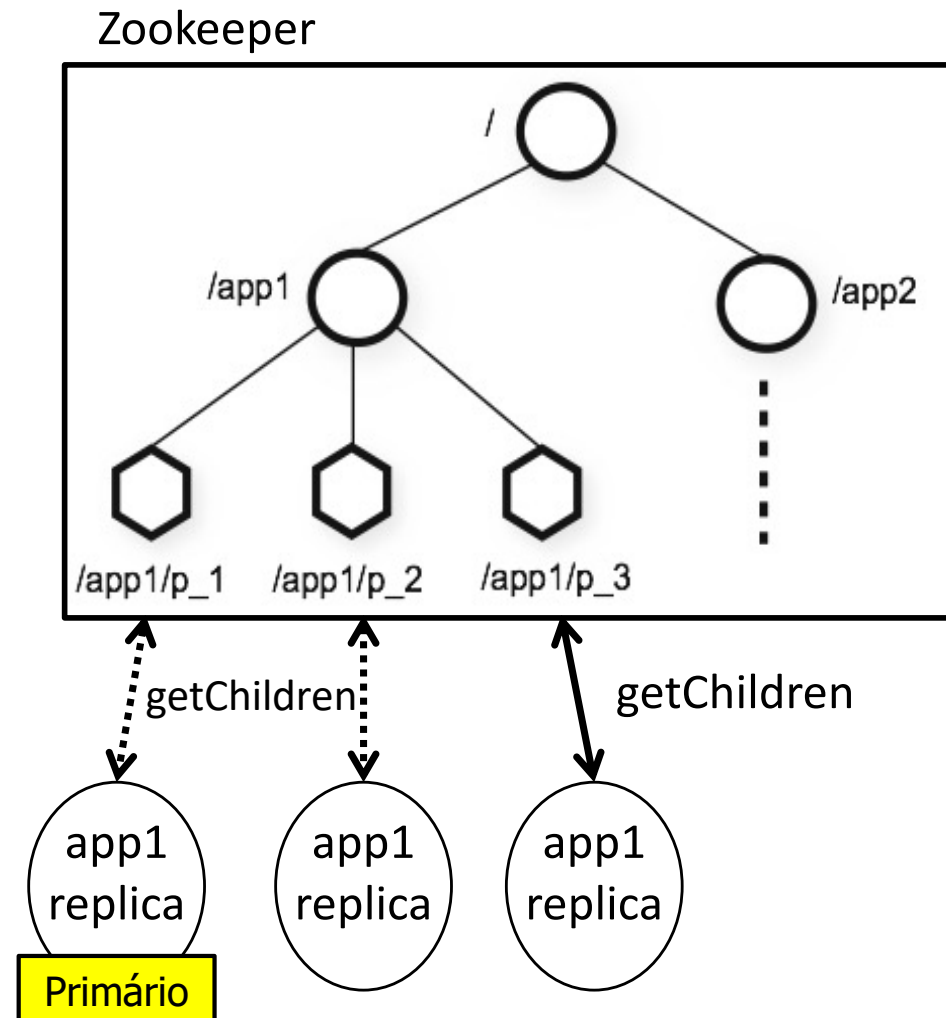 Zookeeper
/
/app1
/app2
/app1/p_1
/app1/p_2
/app1/p_3
getChildren
getChildren
app1
replica
app1
replica
app1
replica
Primário